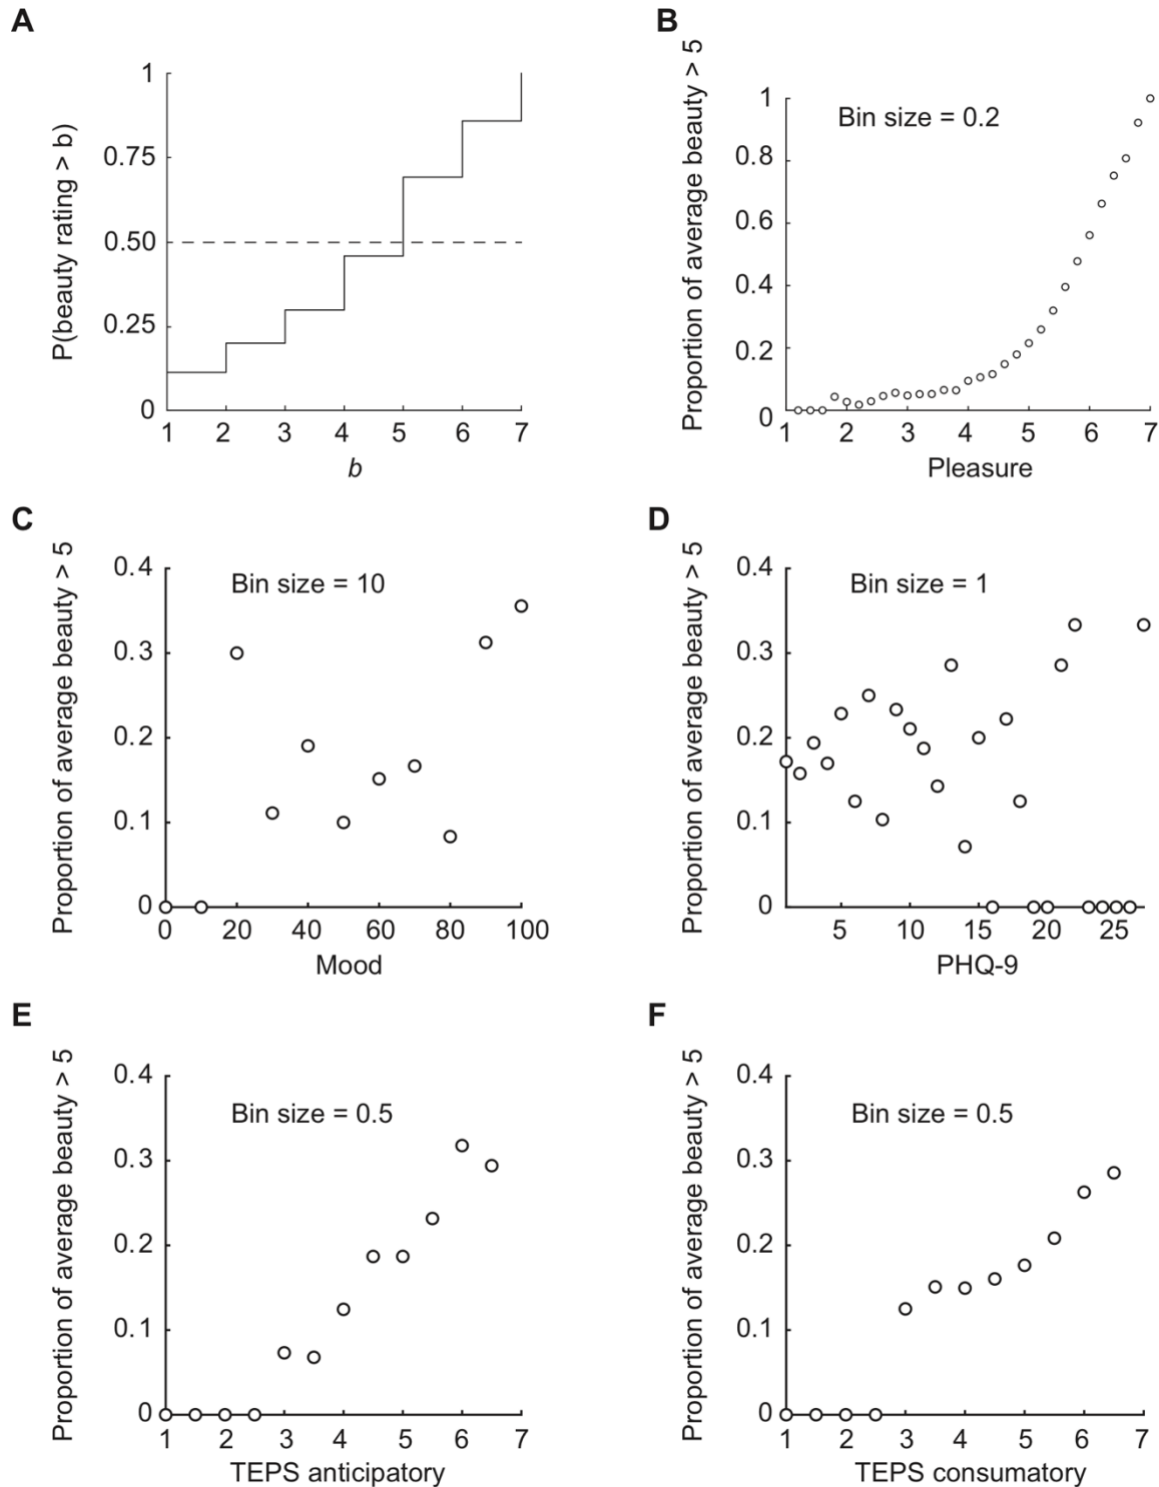 A
P(beauty rating > b)
1
0.75
0.50
0.25
0
1 2 3 4 5 6 7
b
B
Proportion of average beauty > 5
Bin size = 0.2
1
0.8
0.6
0.4
0.2
0
1 2 3 4 5 6 7
Pleasure
C
Proportion of average beauty > 5
Bin size = 10
0.4
0.3
0.2
0.1
0
0 20 40 60 80 100
Mood
D
Proportion of average beauty > 5
Bin size = 1
0.4
0.3
0.2
0.1
0
5 10 15 20 25
PHQ-9
E
Proportion of average beauty > 5
Bin size = 0.5
0.4
0.3
0.2
0.1
0
1 2 3 4 5 6 7
TEPS anticipatory
F
Proportion of average beauty > 5
Bin size = 0.5
0.4
0.3
0.2
0.1
0
1 2 3 4 5 6 7
TEPS consumatory